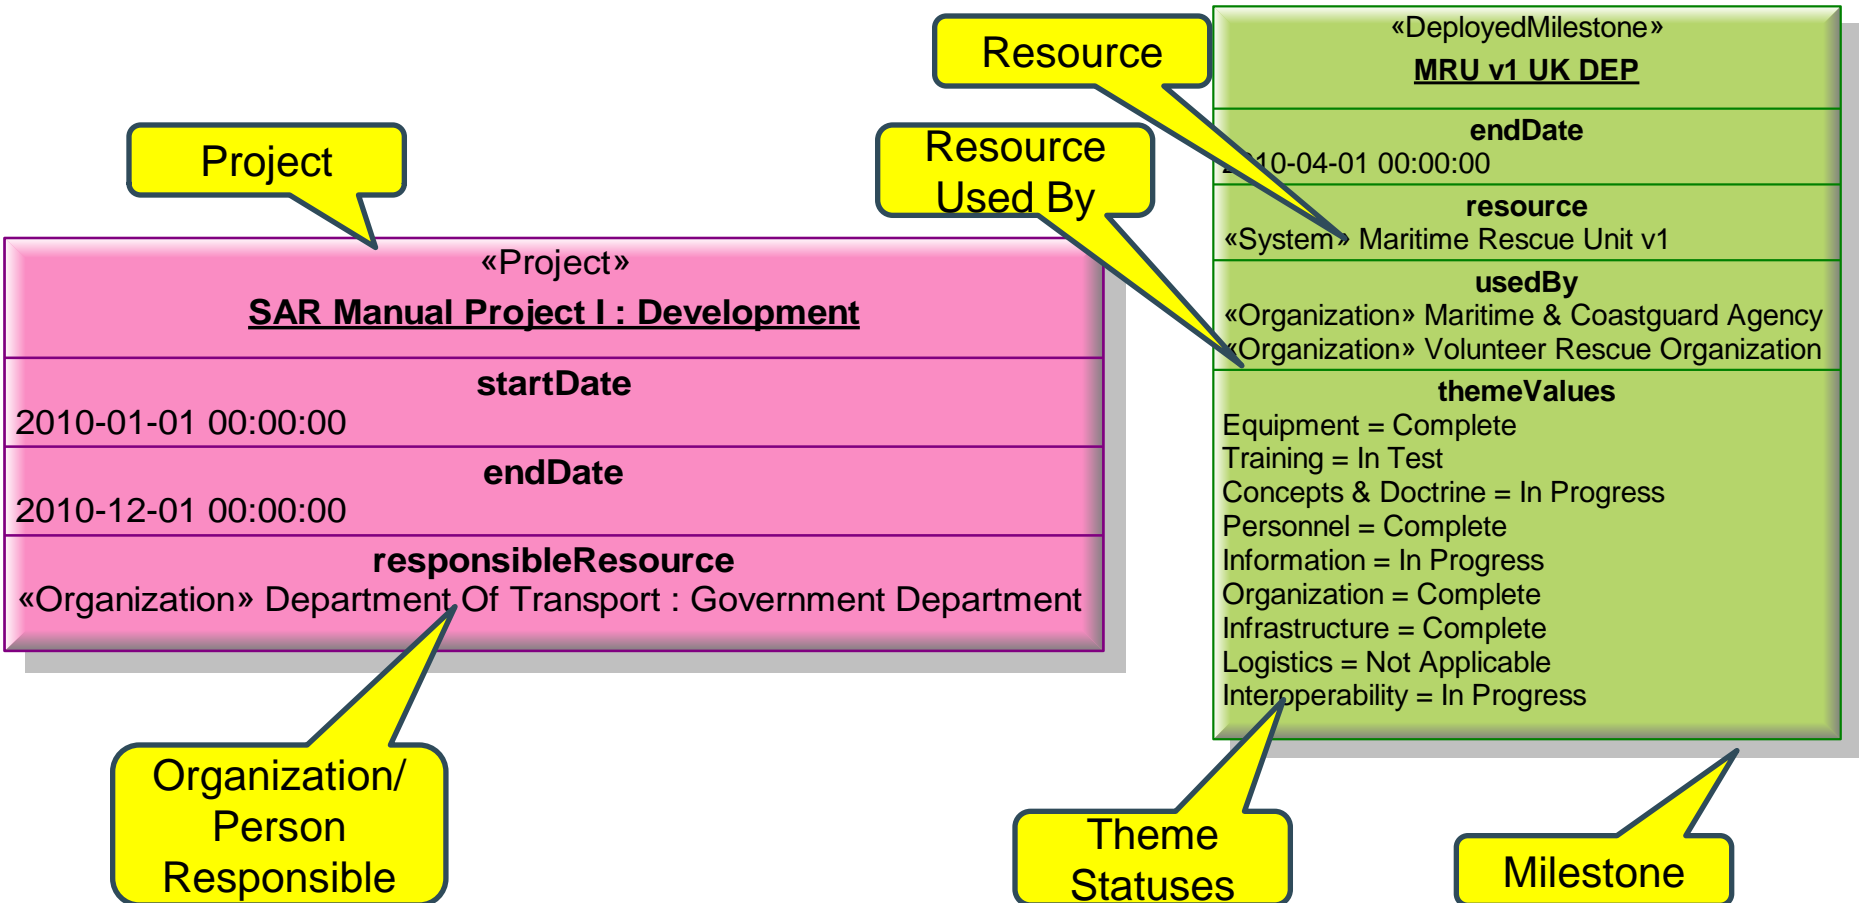 Project
«Project»
SAR Manual Project I : Development
startDate
2010-01-01 00:00:00
endDate
2010-12-01 00:00:00
responsibleResource
«Organization» Department Of Transport : Government Department
Organization/
Person
Responsible
Resource
Resource
Used By
«DeployedMilestone»
MRU v1 UK DEP
endDate
10-04-01 00:00:00
resource
«System» Maritime Rescue Unit v1
usedBy
«Organization» Maritime & Coastguard Agency
«Organization» Volunteer Rescue Organization
themeValues
Equipment = Complete
Training = In Test
Concepts & Doctrine = In Progress
Personnel = Complete
Information = In Progress
Organization = Complete
Infrastructure = Complete
Logistics = Not Applicable
Interoperability = In Progress
Theme
Statuses
Milestone